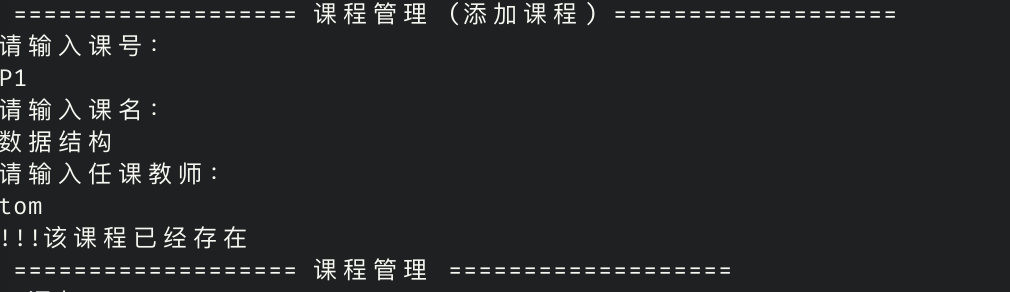 =================== 课程管理（添加课程）===================
请输入课号：
P1
请输入课名：
数据结构
请输入任课教师：
tom
!!!该课程已经存在
=================== 课程管理 ===================